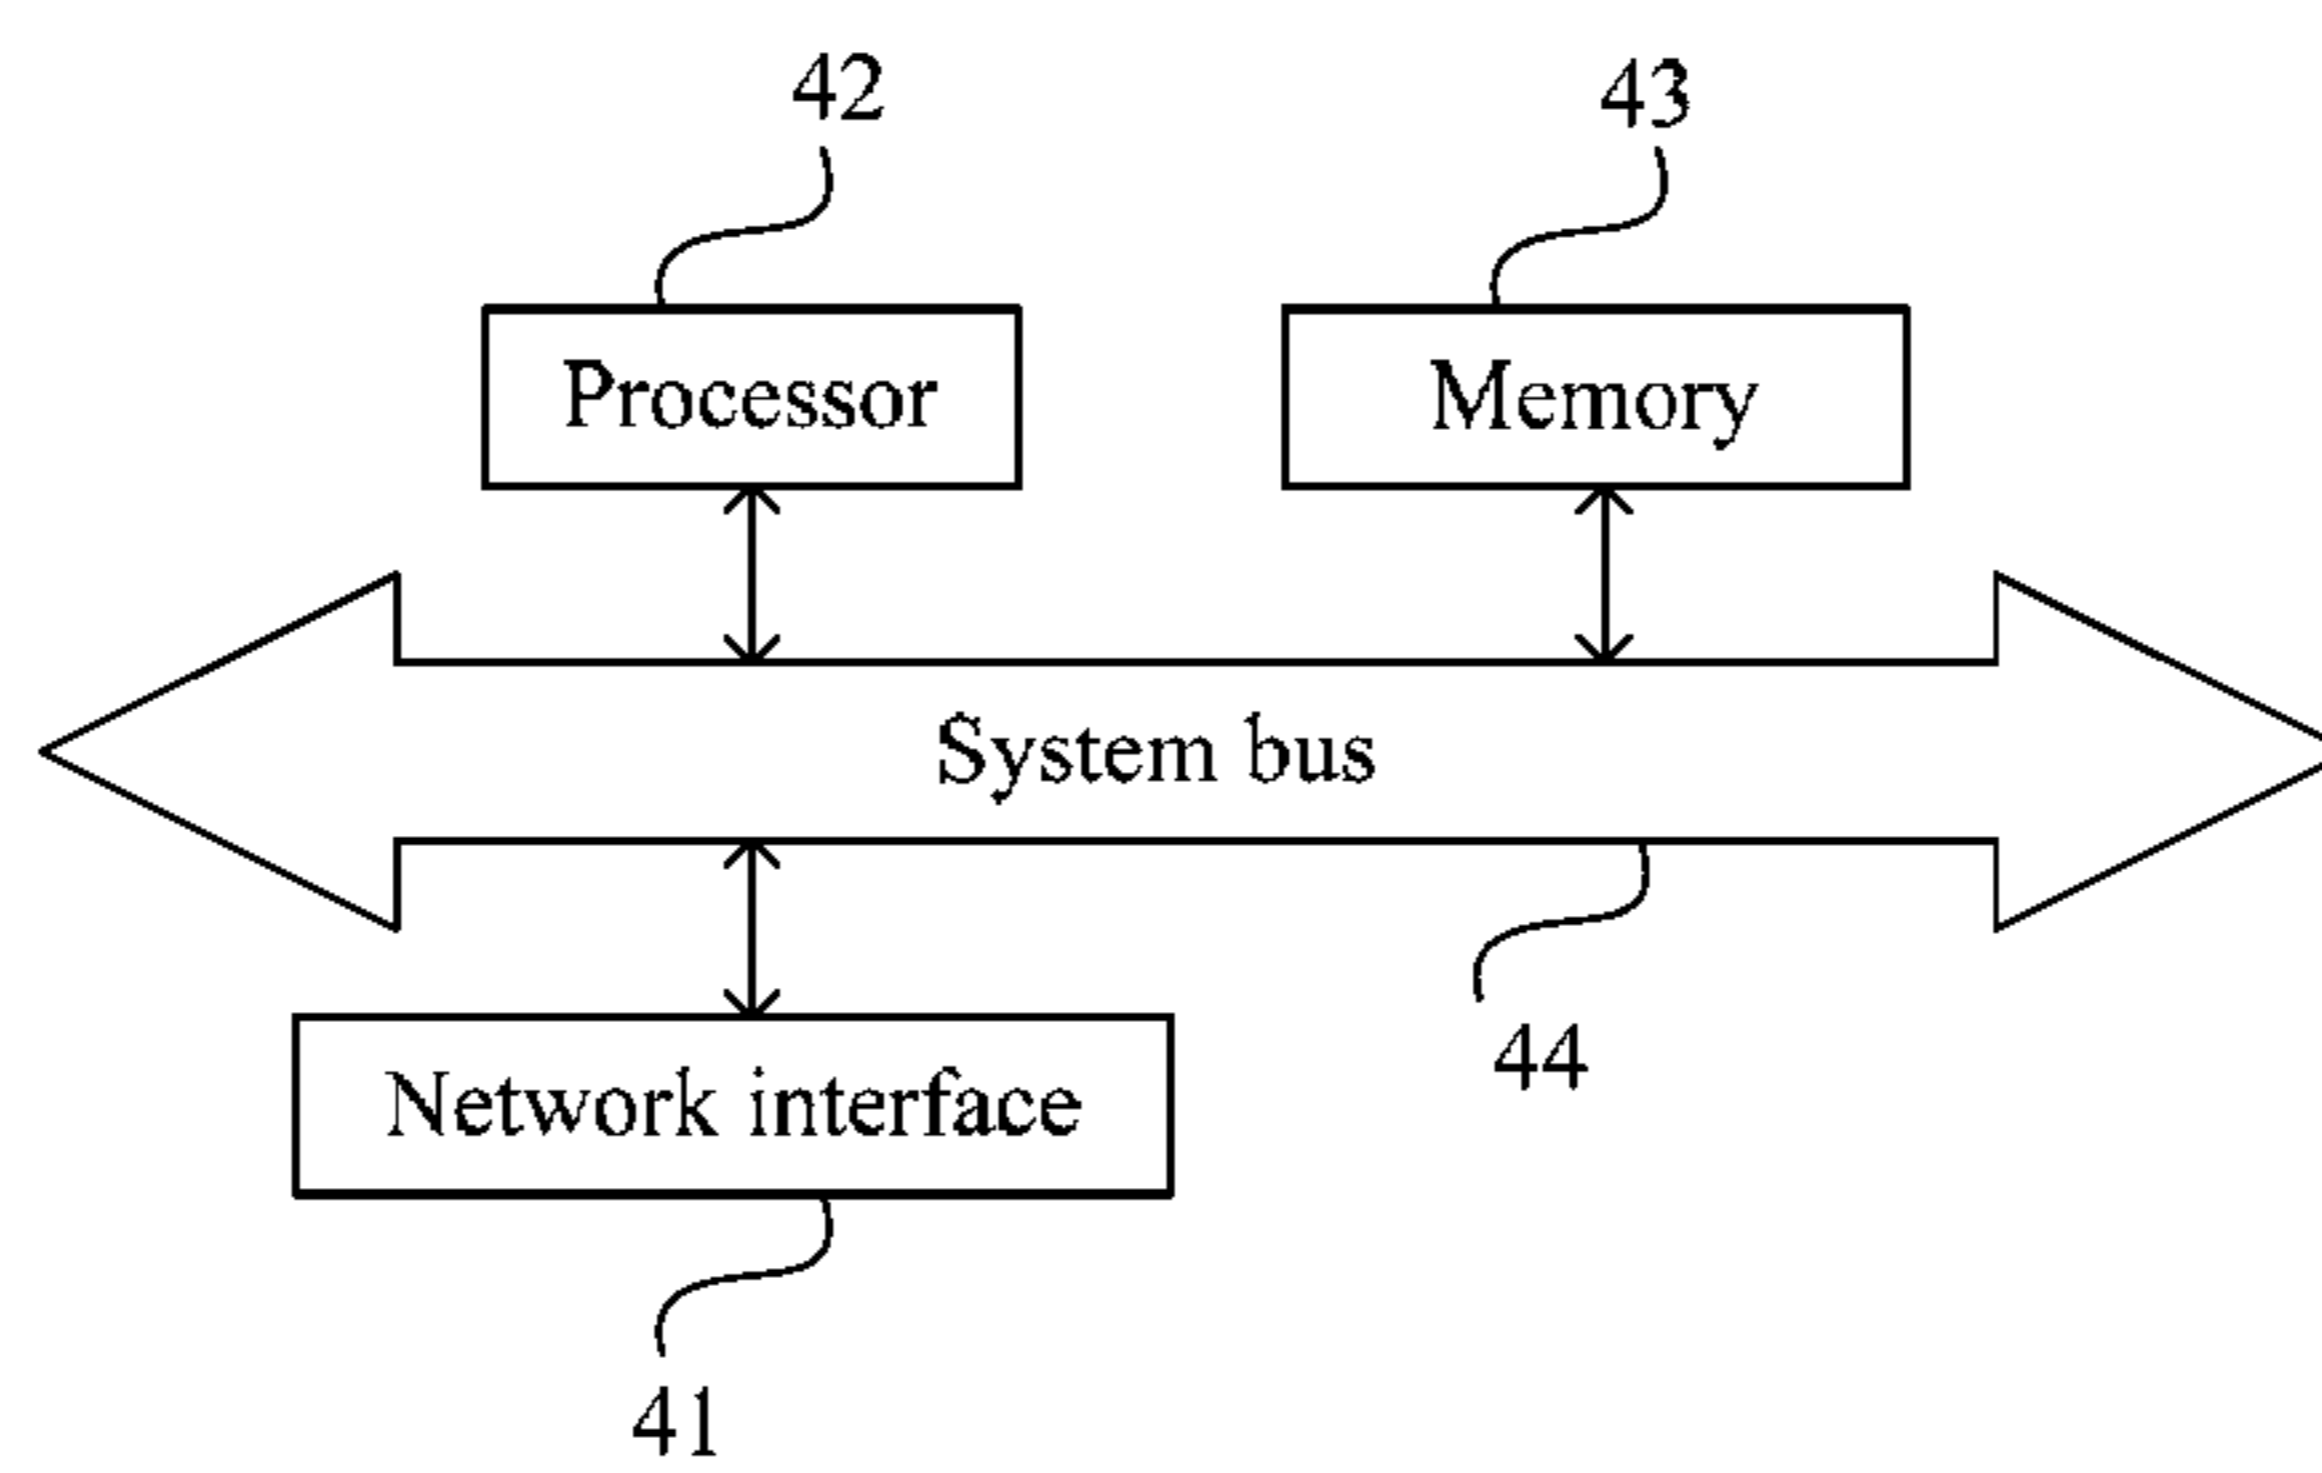 42
43
Processor
Memory
System bus
44
Network interface
41